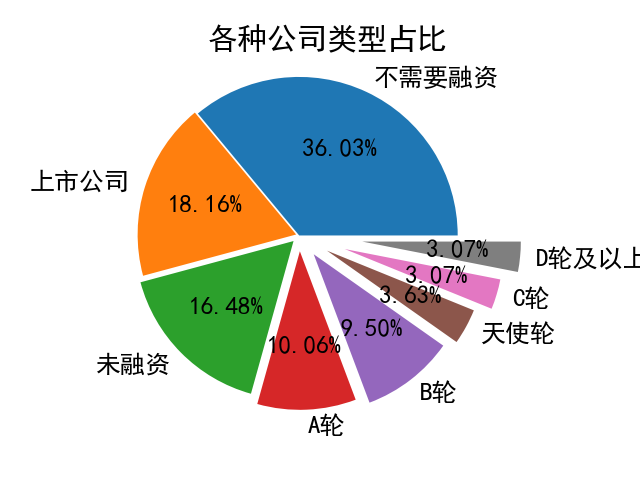 各种公司类型占比
不需要融资
36.03%
上市公司
18.16%
未融资
16.48%
A轮
10.06%
B轮
9.50%
天使轮
3.63%
C轮
3.07%
D轮及以上
3.07%